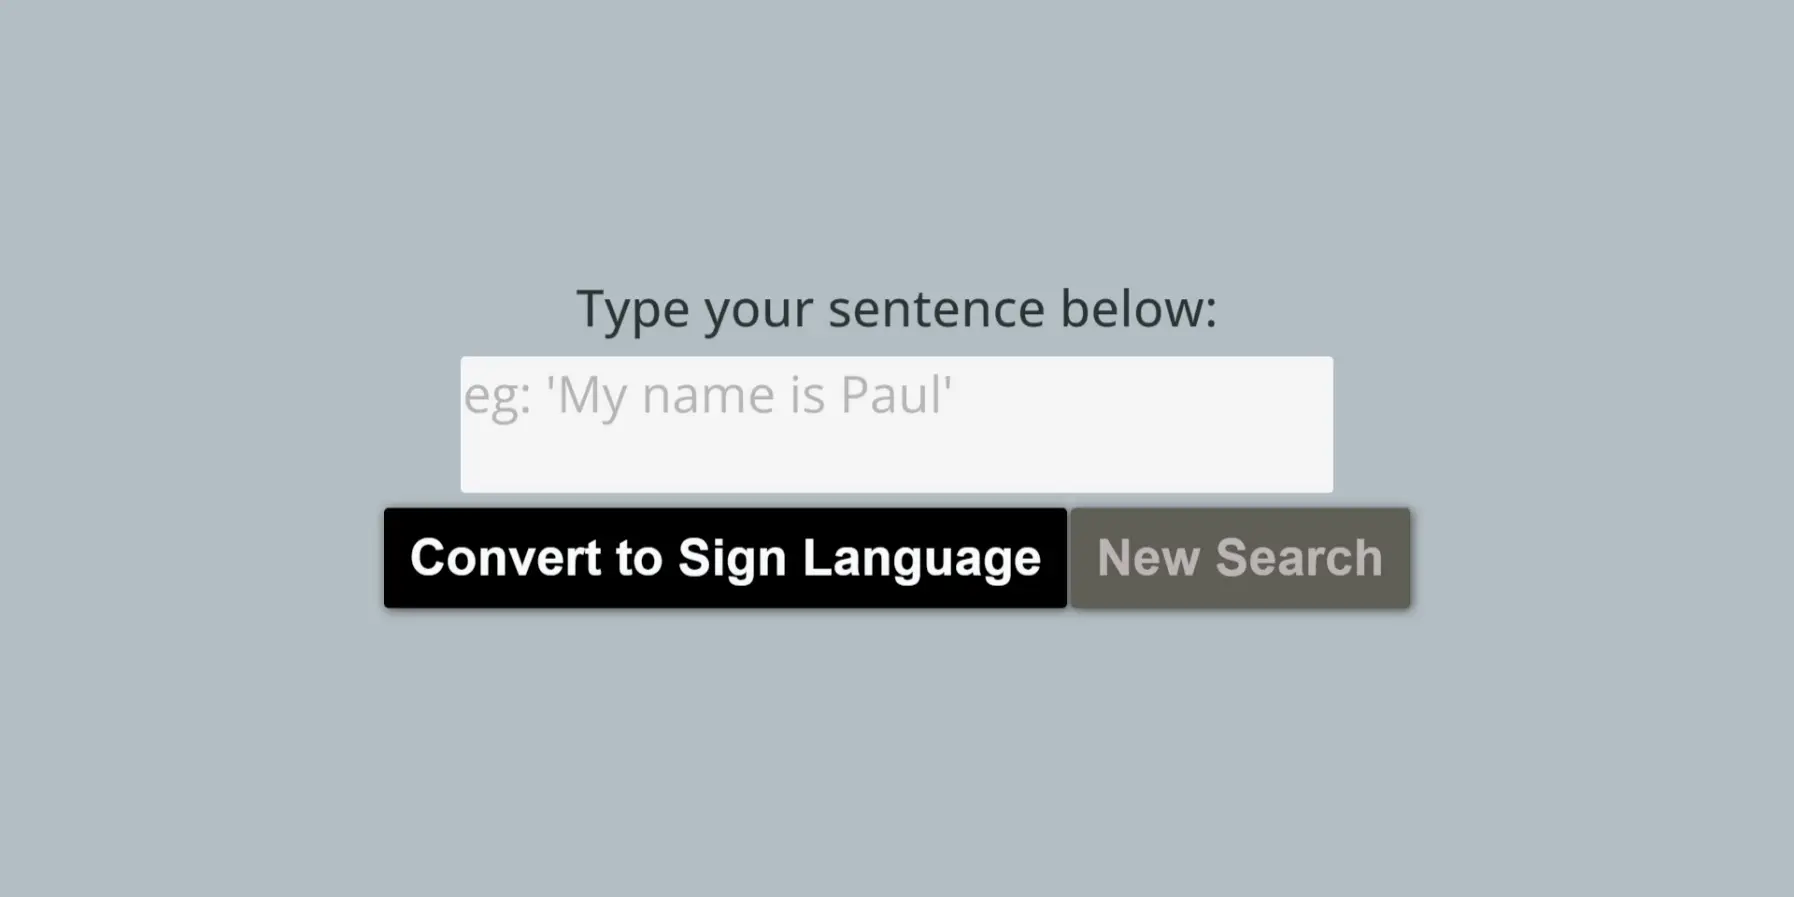 Type your sentence below:
eg: 'My name is Paul'
Convert to Sign Language
New Search